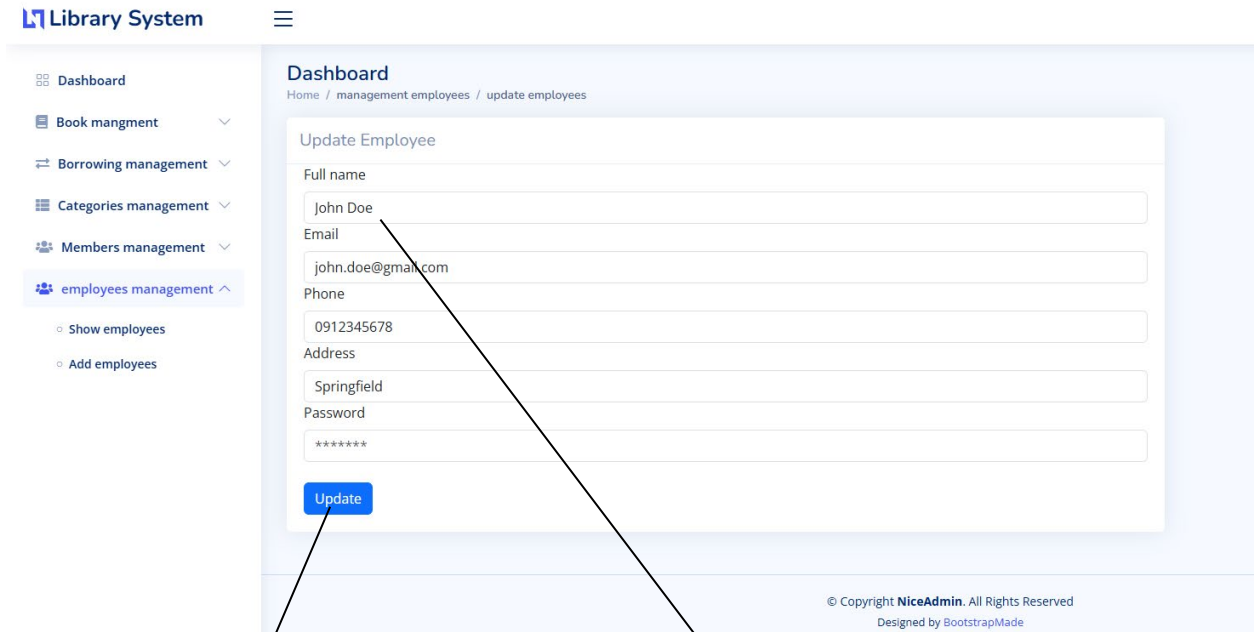 Library System
Dashboard
Book mangment
Borrowing management
Categories management
Members management
employees management
Show employees
Add employees
Dashboard
Home / management employees / update employees
Update Employee
Full name
John Doe
Email
john.doe@gmail.com
Phone
0912345678
Address
Springfield
Password
*******
Update
© Copyright NiceAdmin. All Rights Reserved
Designed by BootstrapMade